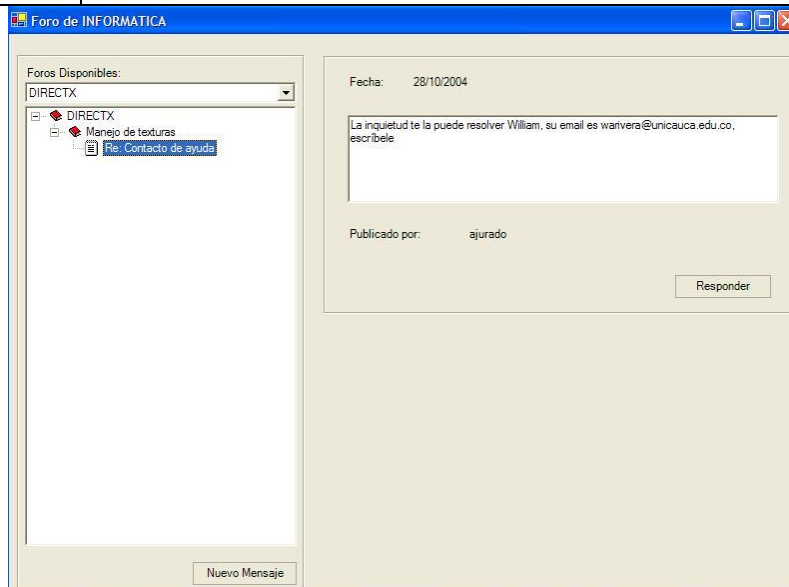 Foro de INFORMATICA
Foros Disponibles:
DIRECTX
DIRECTX
Manejo de texturas
Re: Contacto de ayuda
Nuevo Mensaje
Fecha: 28/10/2004
La inquietud te la puede resolver William, su email es warivera@unicauca.edu.co,
escríbele
Publicado por: ajurado
Responder